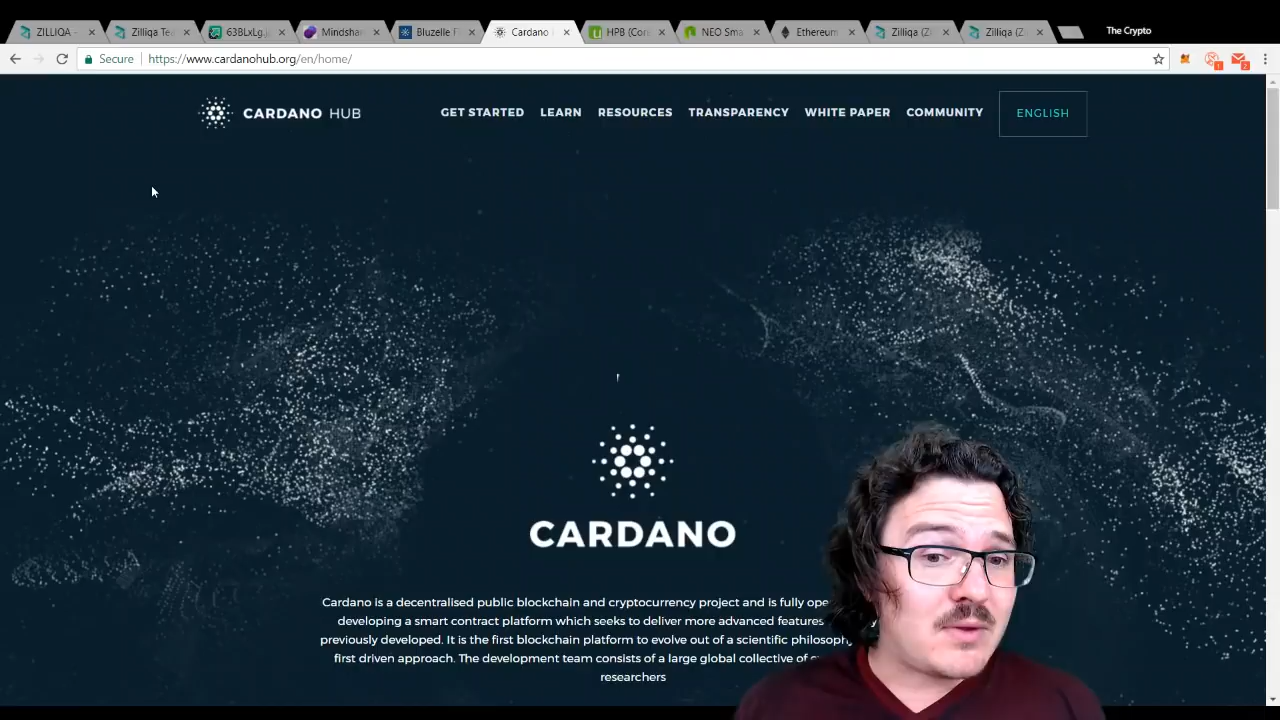 ZILLIQA -
Zilliqa Tea
63BLxLg.j
Mindshar
Bluzelle
Cardano
HPB (Con
NEO Sma
Ethereum
Zilliqa (Z
Zilliqa (Z
The Crypto
Secure
https://www.cardanohub.org/en/home/
CARDANO HUB
GET STARTED
LEARN
RESOURCES
TRANSPARENCY
WHITE PAPER
COMMUNITY
ENGLISH
CARDANO
Cardano is a decentralised public blockchain and cryptocurrency project and is fully ope
developing a smart contract platform which seeks to deliver more advanced features
previously developed. It is the first blockchain platform to evolve out of a scientific philosoph
first driven approach. The development team consists of a large global collective of
researchers